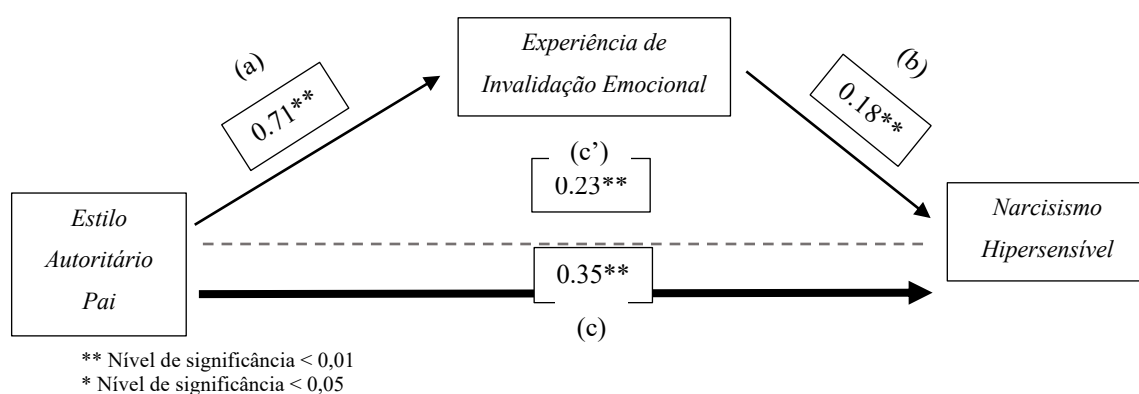 Experiência de
Invalidação Emocional
(a)
0.71**
(b)
0.18**
(c’)
0.23**
Estilo
Autoritário
Pai
Narcisismo
Hipersensível
0.35**
(c)
** Nível de significância < 0,01
* Nível de significância < 0,05